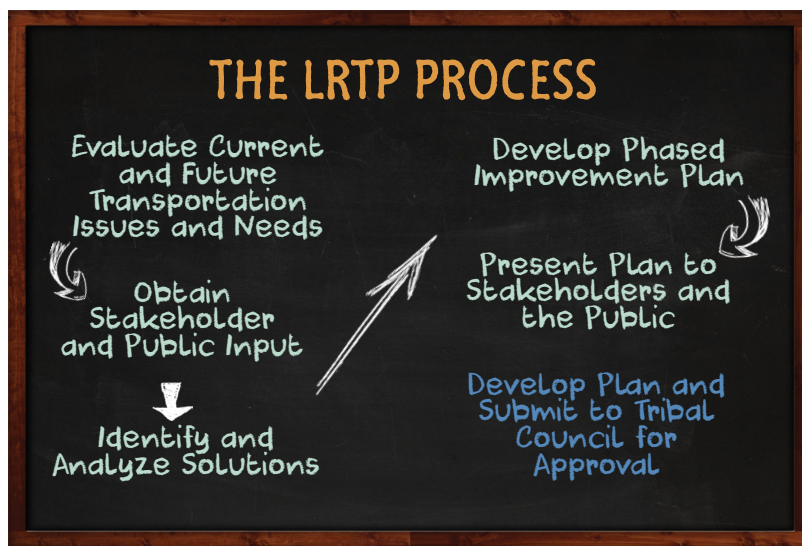 THE LRTP PROCESS
Evaluate Current
and Future
Transportation
Issues and Needs
Obtain
Stakeholder
and Public Input
Identify and
Analyze Solutions
Develop Phased
Improvement Plan
Present Plan to
Stakeholders and
the Public
Develop Plan and
Submit to Tribal
Council for
Approval